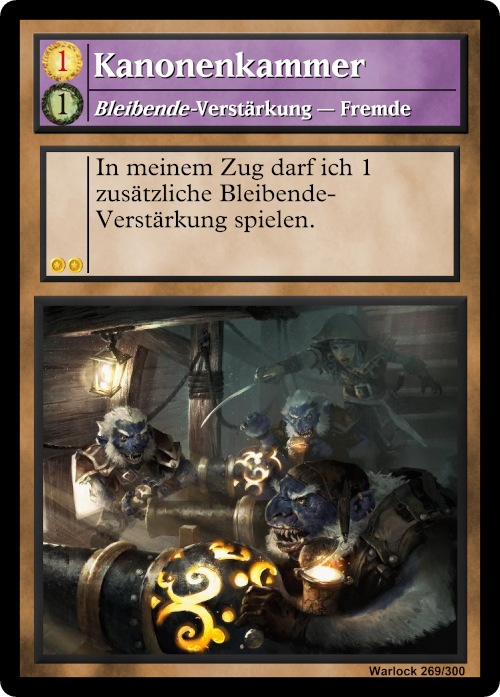 1
Kanonenkammer
1
Bleibende-Verstärkung — Fremde
In meinem Zug darf ich 1
zusätzliche Bleibende-
Verstärkung spielen.
Warlock 269/300